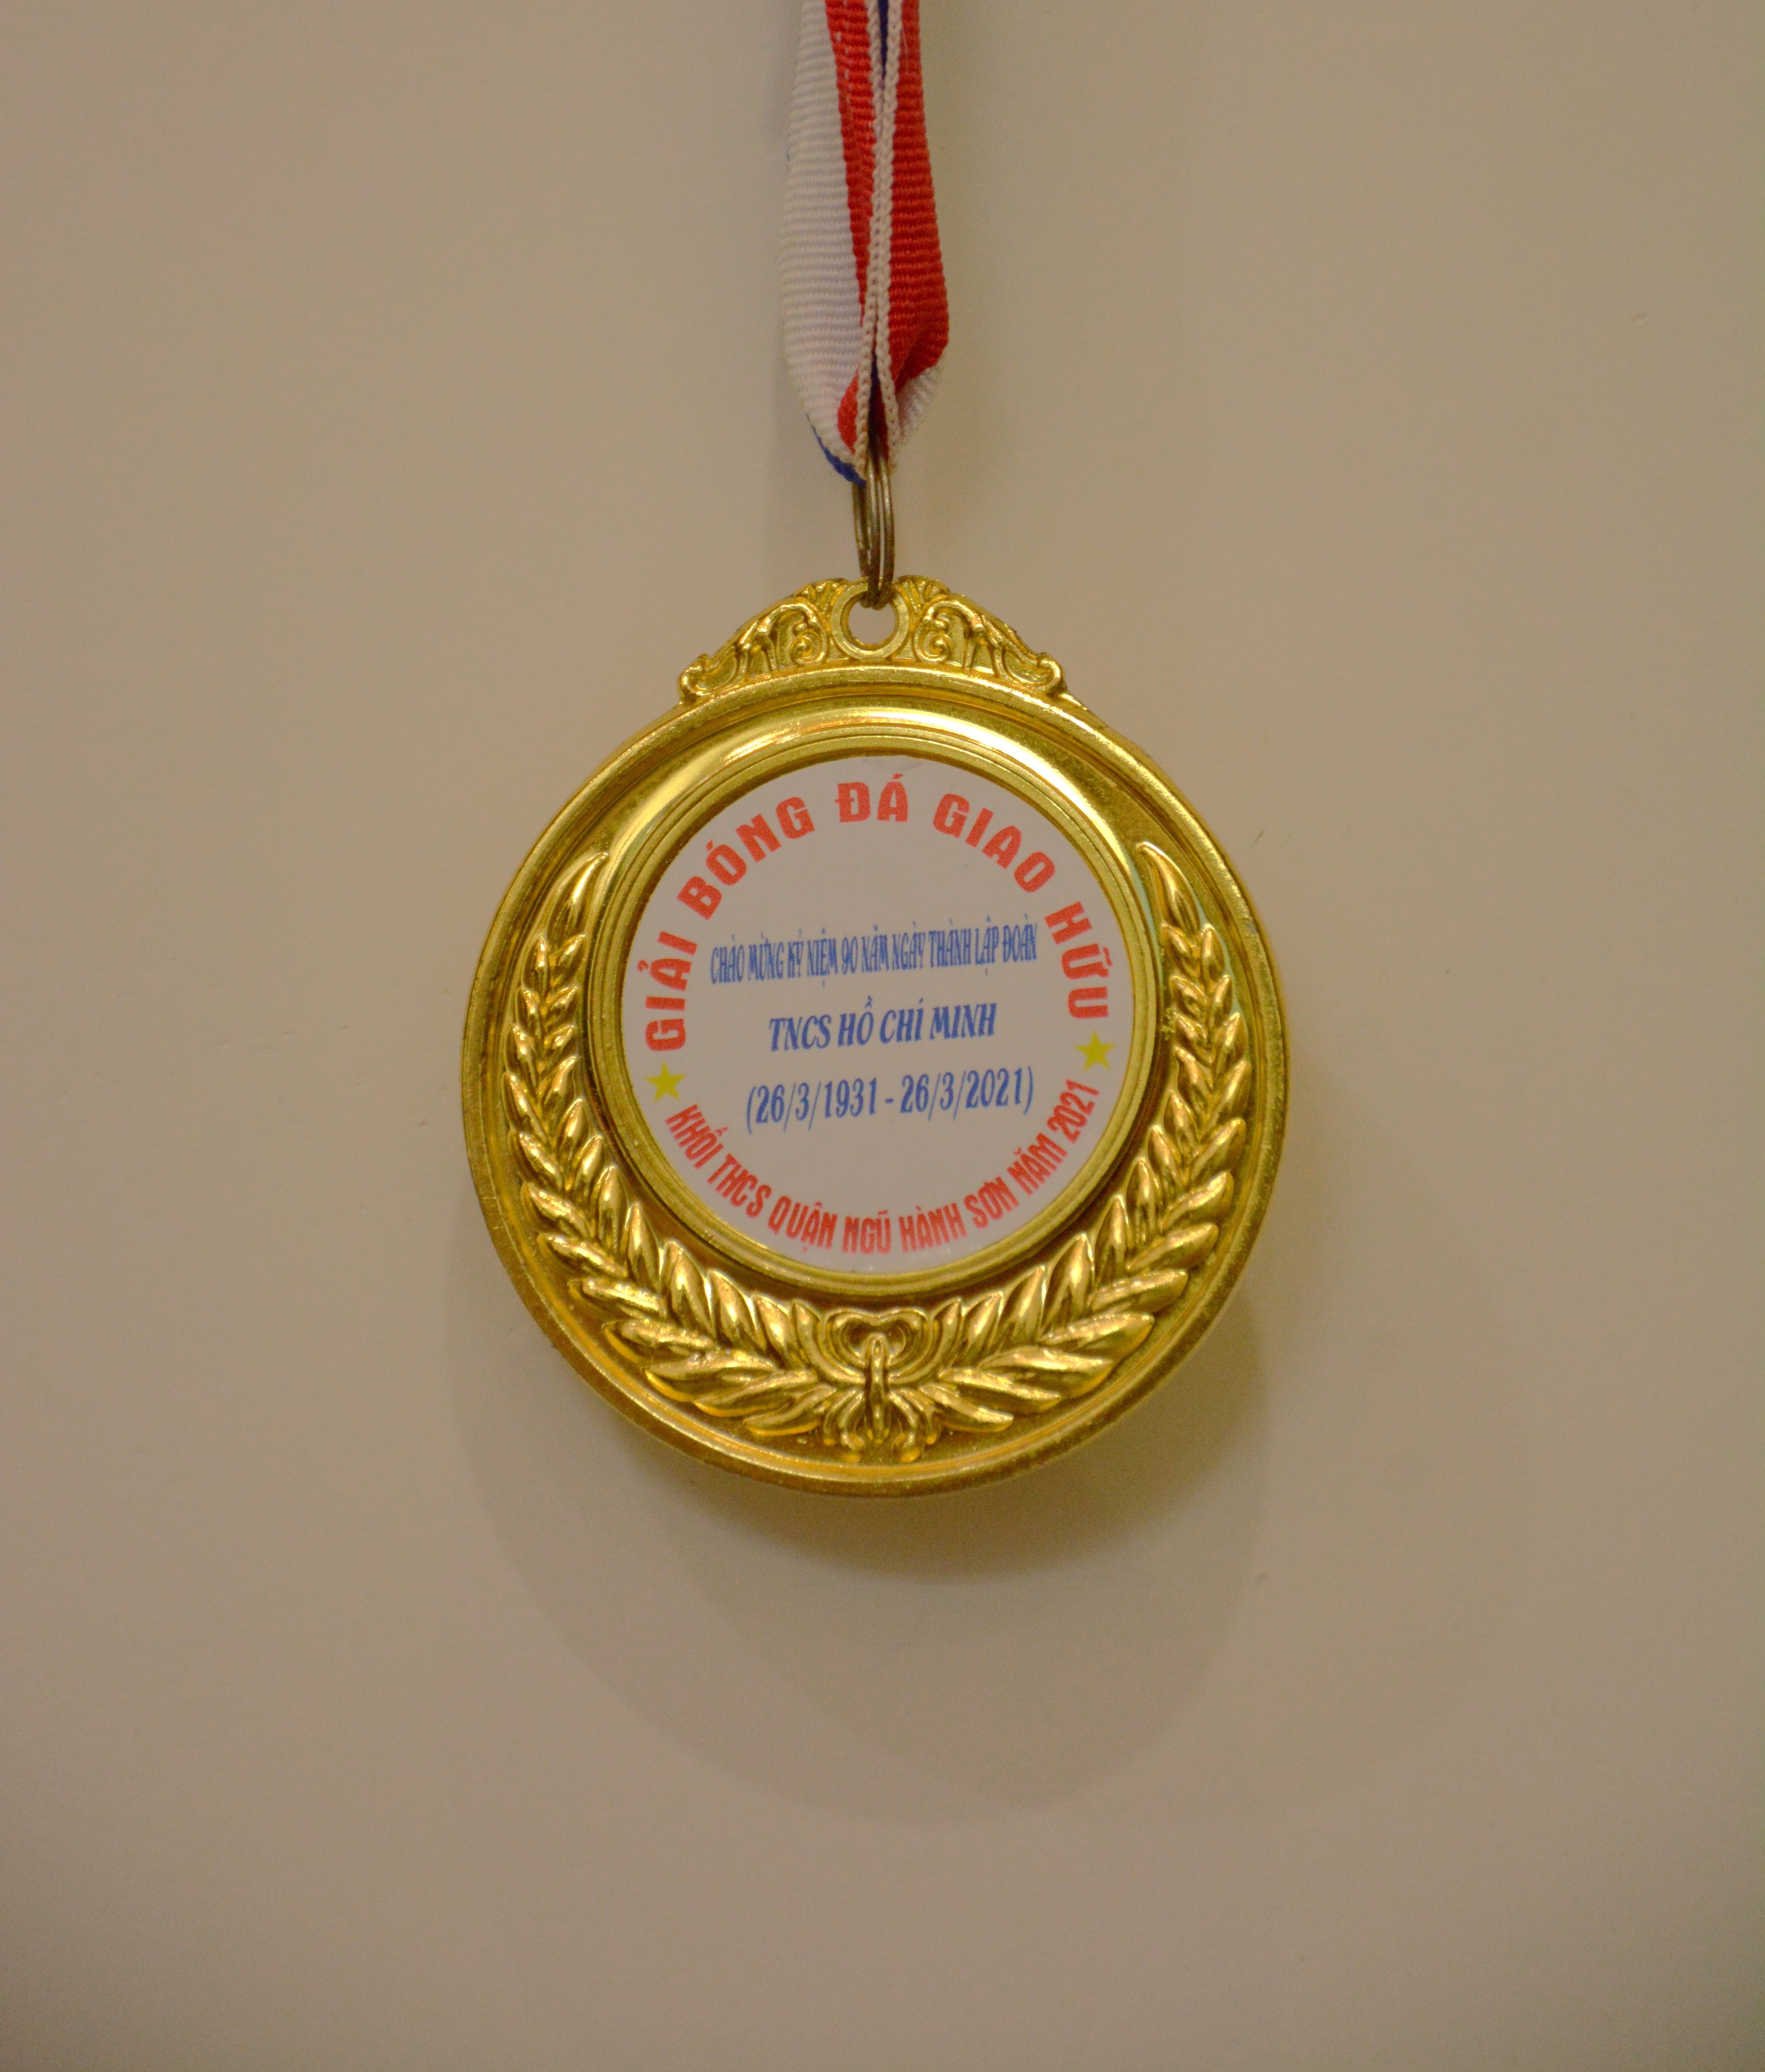 GIẢI BÓNG ĐÁ GIAO HỮU
CHÀO MỪNG KỶ NIỆM 90 NĂM NGÀY THÀNH LẬP ĐOÀN
TNCS HỒ CHÍ MINH
(26/3/1931 - 26/3/2021)
KHỐI THCS QUẬN NGŨ HÀNH SƠN NĂM 2021